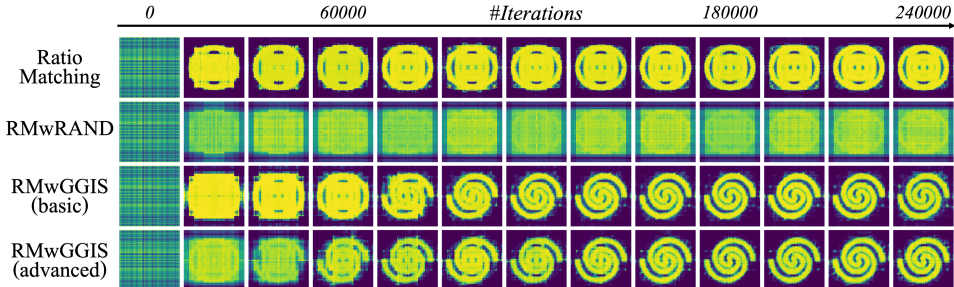 0 60000 #Iterations 180000 240000
Ratio
Matching
RMwRAND
RMwGGIS
(basic)
RMwGGIS
(advanced)